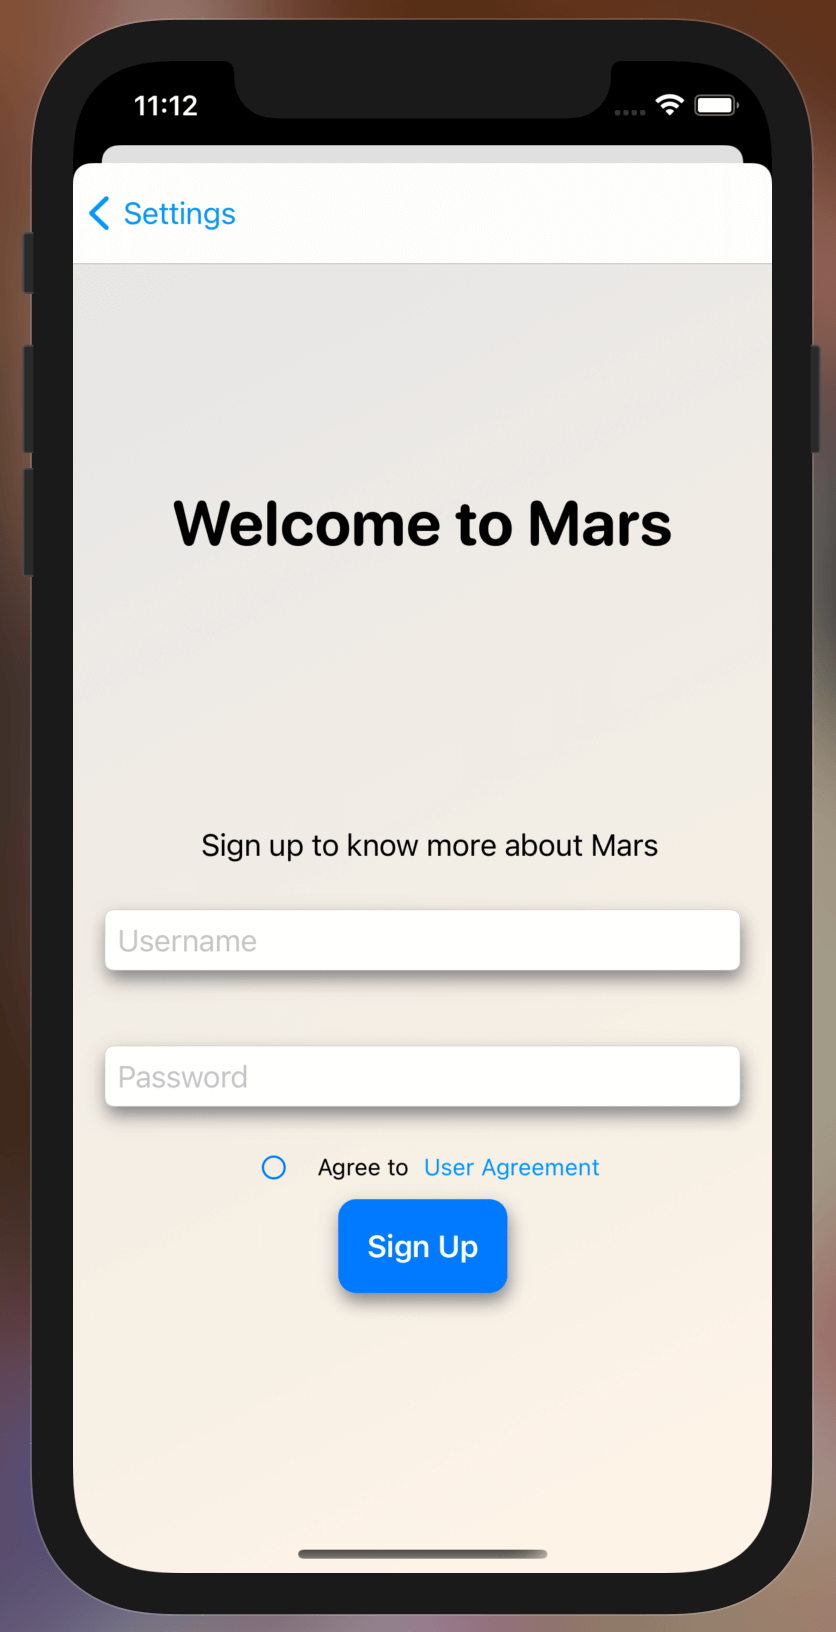 11:12
Settings
Welcome to Mars
Sign up to know more about Mars
Username
Password
Agree to User Agreement
Sign Up